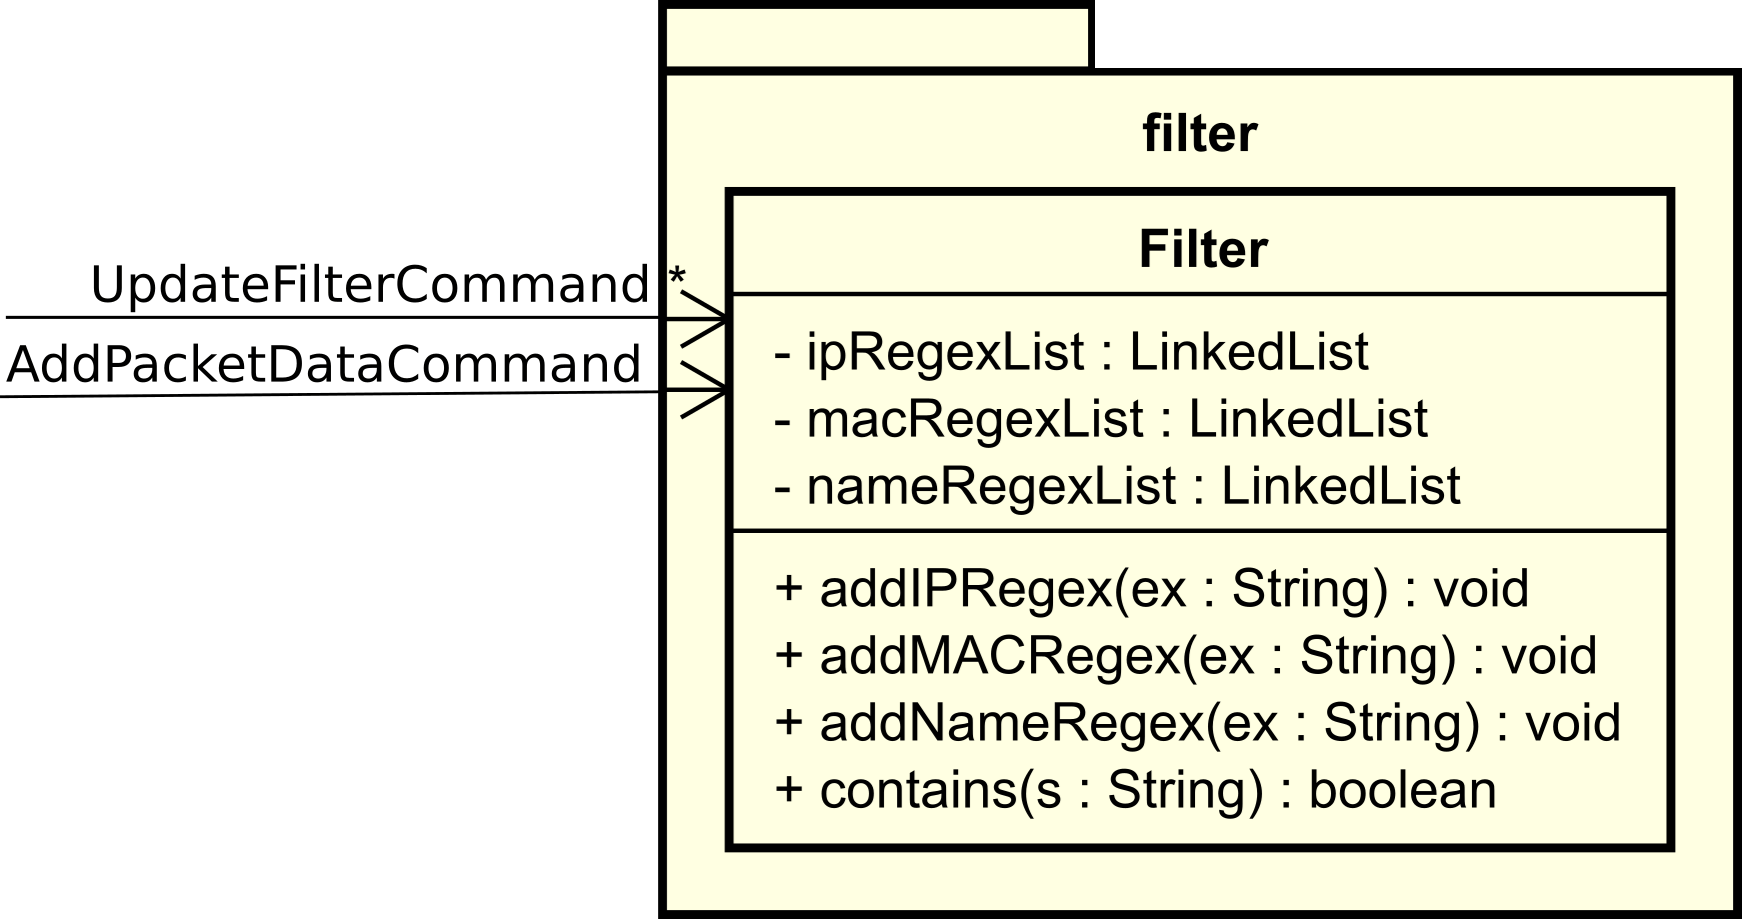 filter
Filter
UpdateFilterCommand *
AddPacketDataCommand
- ipRegexList : LinkedList
- macRegexList : LinkedList
- nameRegexList : LinkedList
+ addIPRegex(ex : String) : void
+ addMACRegex(ex : String) : void
+ addNameRegex(ex : String) : void
+ contains(s : String) : boolean